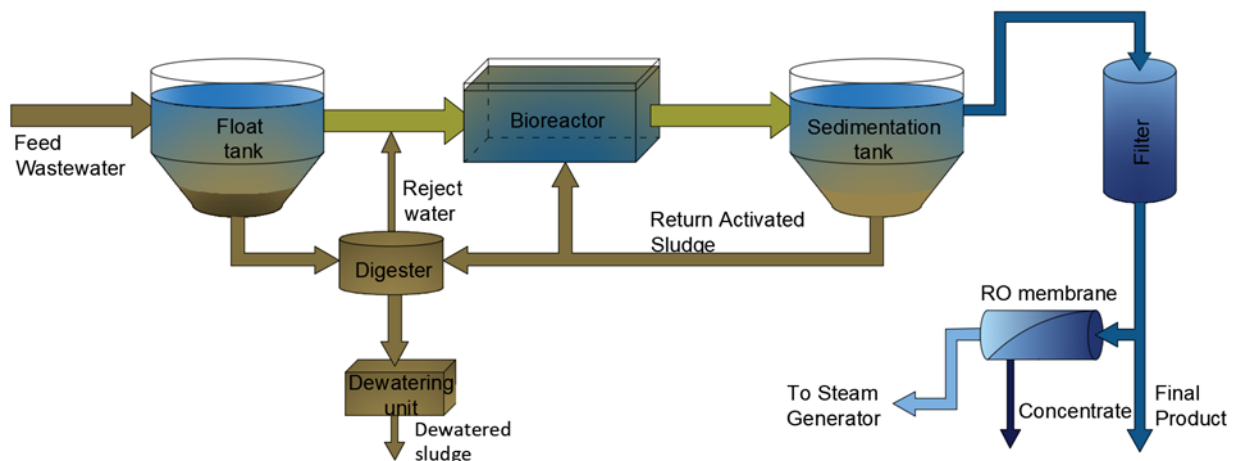 Feed
Wastewater
Float
tank
Bioreactor
Sedimentation
tank
Filter
Reject
water
Return Activated
Sludge
Digester
Dewatering
unit
Dewatered
sludge
RO membrane
To Steam
Generator
Concentrate
Final
Product